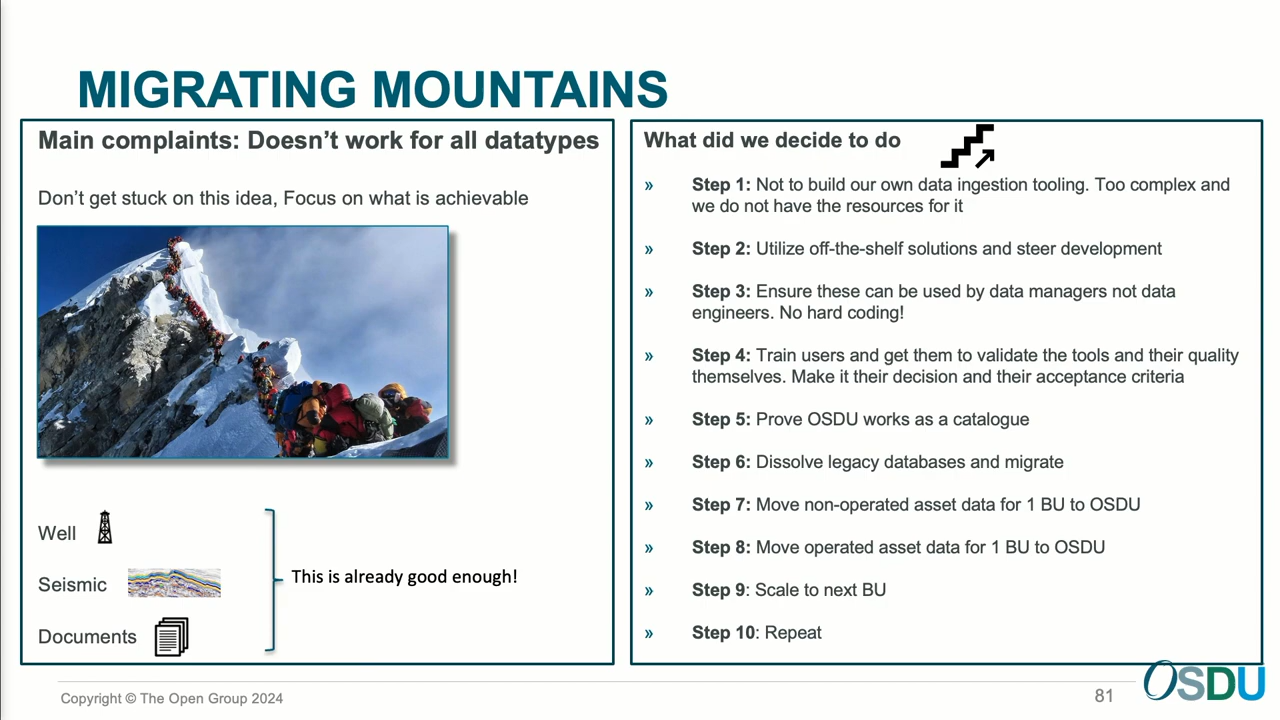 MIGRATING MOUNTAINS
Main complaints: Doesn’t work for all datatypes
Don’t get stuck on this idea, Focus on what is achievable
Well
Seismic
Documents
This is already good enough!
What did we decide to do
» Step 1: Not to build our own data ingestion tooling. Too complex and
we do not have the resources for it
» Step 2: Utilize off-the-shelf solutions and steer development
» Step 3: Ensure these can be used by data managers not data
engineers. No hard coding!
» Step 4: Train users and get them to validate the tools and their quality
themselves. Make it their decision and their acceptance criteria
» Step 5: Prove OSDU works as a catalogue
» Step 6: Dissolve legacy databases and migrate
» Step 7: Move non-operated asset data for 1 BU to OSDU
» Step 8: Move operated asset data for 1 BU to OSDU
» Step 9: Scale to next BU
» Step 10: Repeat
Copyright © The Open Group 2024
81
OSDU